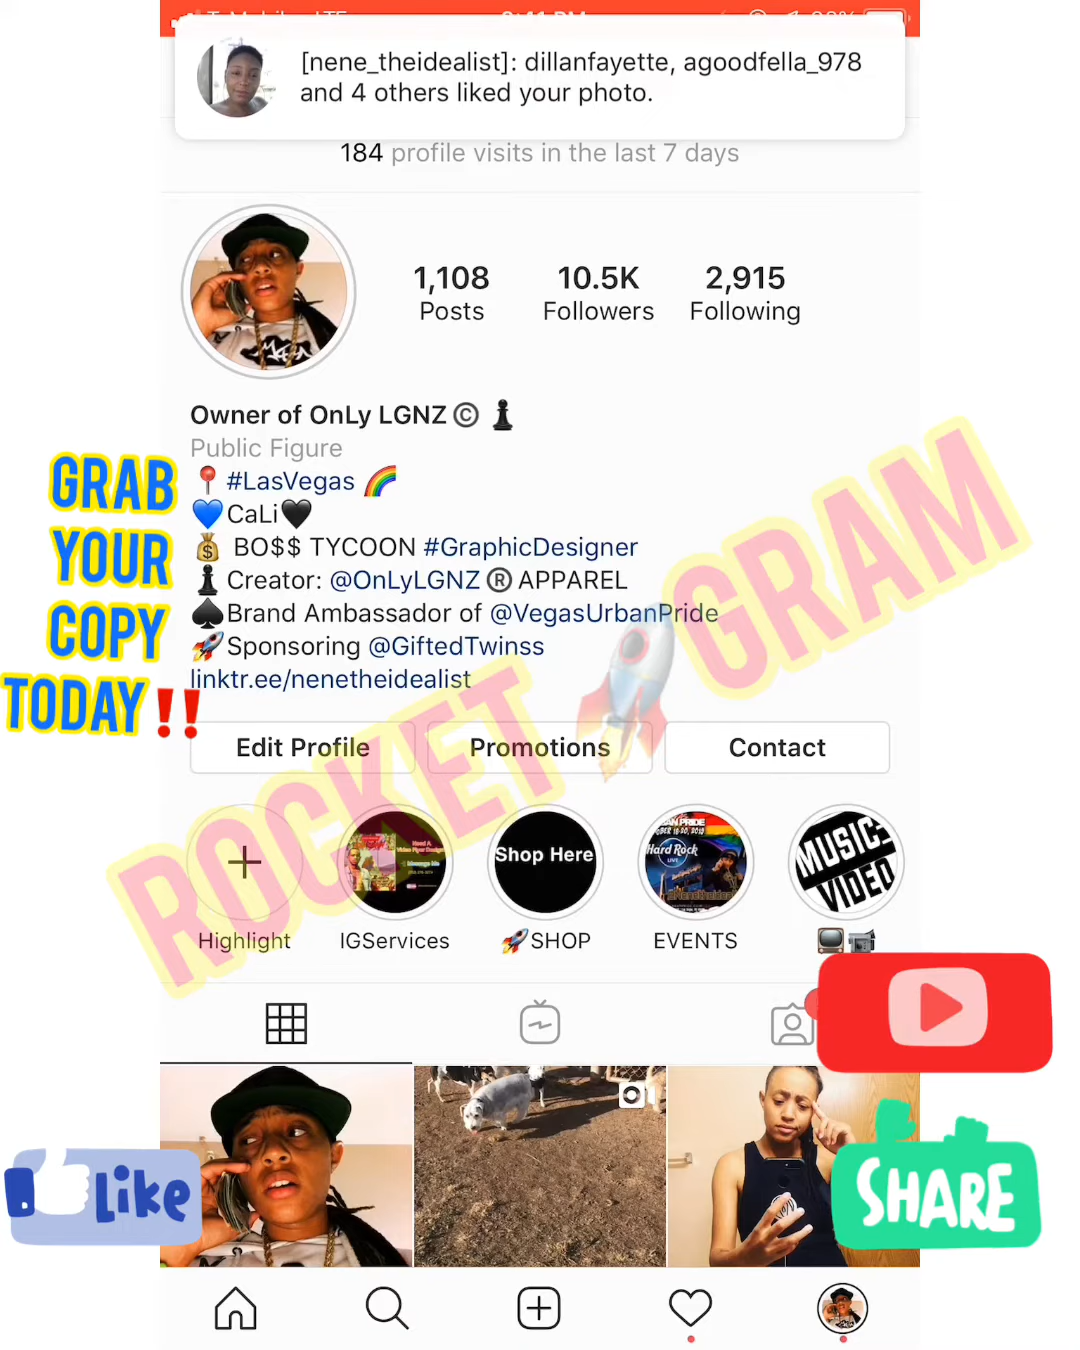 [nene_theidealist]: dillanfayette, agoodfella_978
and 4 others liked your photo.
184 profile visits in the last 7 days
1,108
Posts
10.5K
Followers
2,915
Following
Owner of OnLy LGNZ©♟
Public Figure
📍 #LasVegas 🌈
💙CaLi🖤
💰 BO$$ TYCOON #GraphicDesigner
♟Creator: @OnLyLGNZ ® APPAREL
♠Brand Ambassador of @VegasUrbanPride
🚀Sponsoring @GiftedTwinss
linktr.ee/nenetheidealist
GRAB
YOUR
COPY
TODAY‼
ROCKET🚀GRAM
Edit Profile
Promotions
Contact
Shop Here
Hard Rock
LIVE
MUSIC
VIDEO
Highlight
IGServices
🚀SHOP
EVENTS
📺📹
Like
SHARE